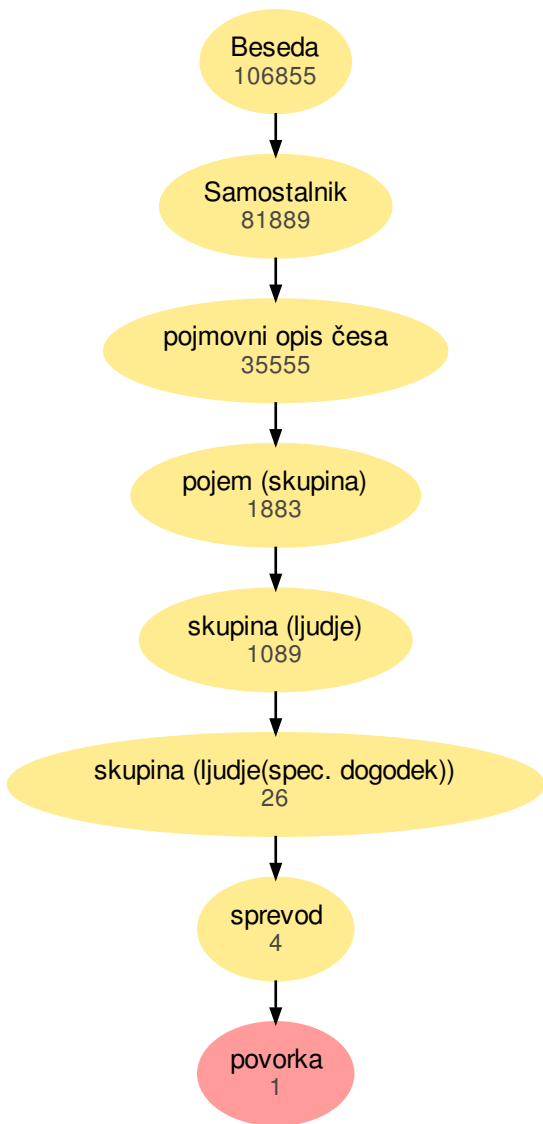 Beseda
106855
Samostalnik
81889
pojmovni opis česa
35555
pojem (skupina)
1883
skupina (ljudje)
1089
skupina (ljudje(spec. dogodek))
26
sprevod
4
povorka
1